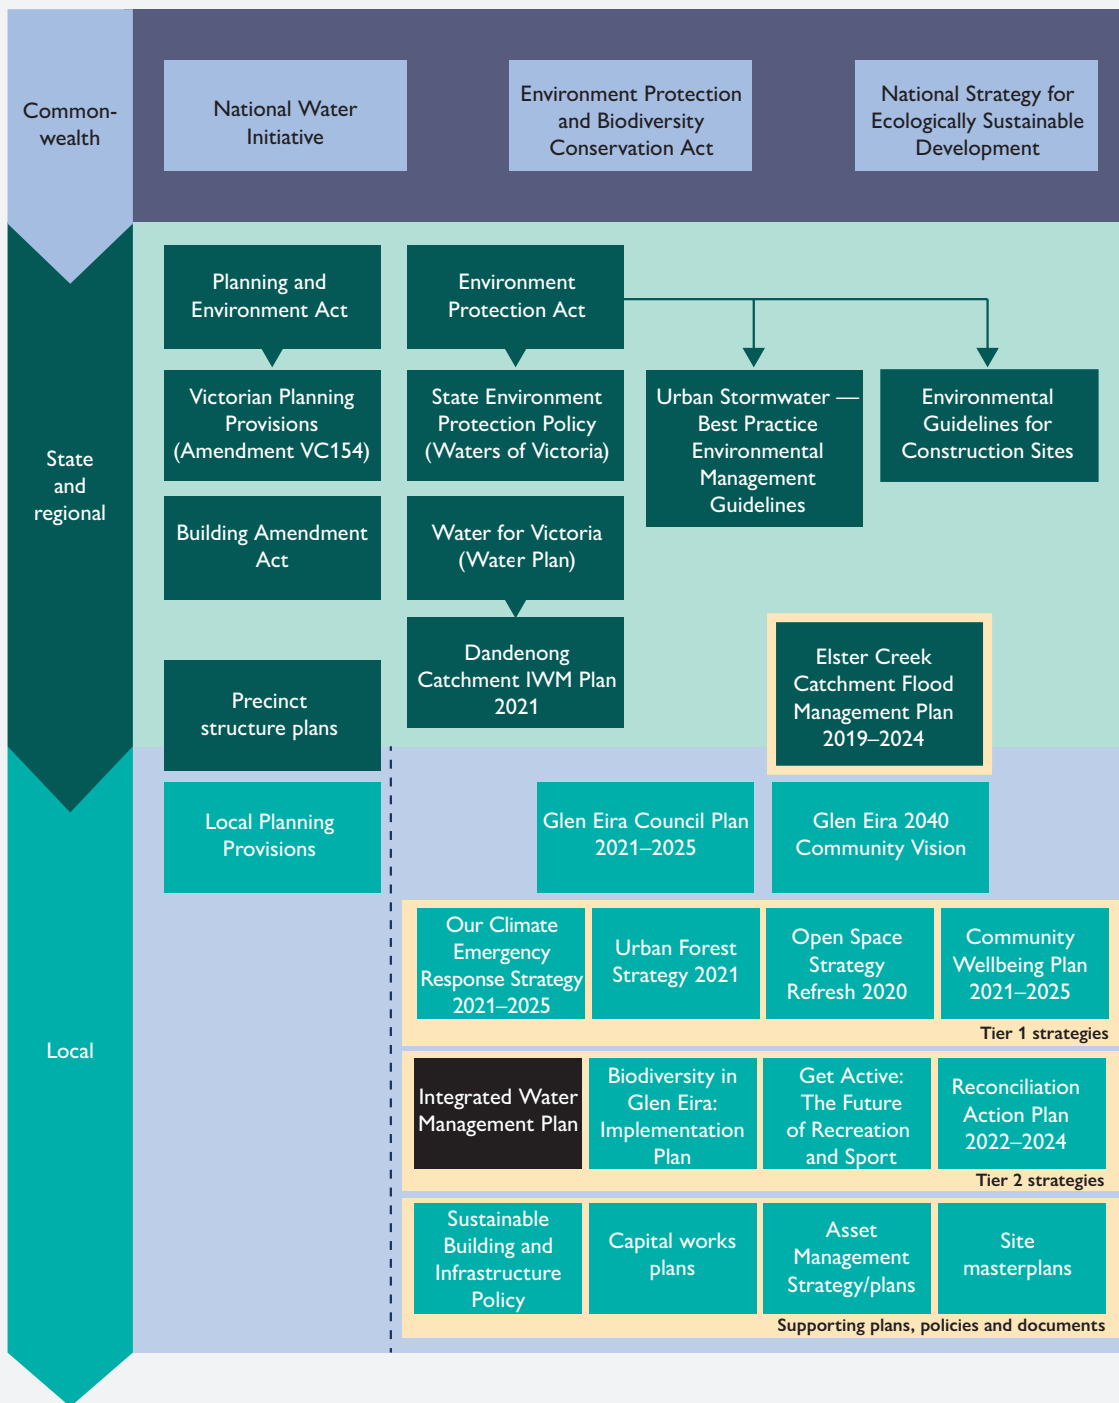 Common-
wealth
National Water
Initiative
Environment Protection
and Biodiversity
Conservation Act
National Strategy for
Ecologically Sustainable
Development
State
and
regional
Planning and
Environment Act
Environment
Protection Act
Victorian Planning
Provisions
(Amendment VC154)
State Environment
Protection Policy
(Waters of Victoria)
Urban Stormwater —
Best Practice
Environmental
Management
Guidelines
Environmental
Guidelines for
Construction Sites
Building Amendment
Act
Water for Victoria
(Water Plan)
Dandenong
Catchment IWM Plan
2021
Elster Creek
Catchment Flood
Management Plan
2019–2024
Precinct
structure plans
Local
Local Planning
Provisions
Glen Eira Council Plan
2021–2025
Glen Eira 2040
Community Vision
Our Climate
Emergency
Response Strategy
2021–2025
Urban Forest
Strategy 2021
Open Space
Strategy
Refresh 2020
Community
Wellbeing Plan
2021–2025
Tier 1 strategies
Integrated Water
Management Plan
Biodiversity in
Glen Eira:
Implementation
Plan
Get Active:
The Future
of Recreation
and Sport
Reconciliation
Action Plan
2022–2024
Tier 2 strategies
Sustainable
Building and
Infrastructure
Policy
Capital works
plans
Asset
Management
Strategy/plans
Site
masterplans
Supporting plans, policies and documents